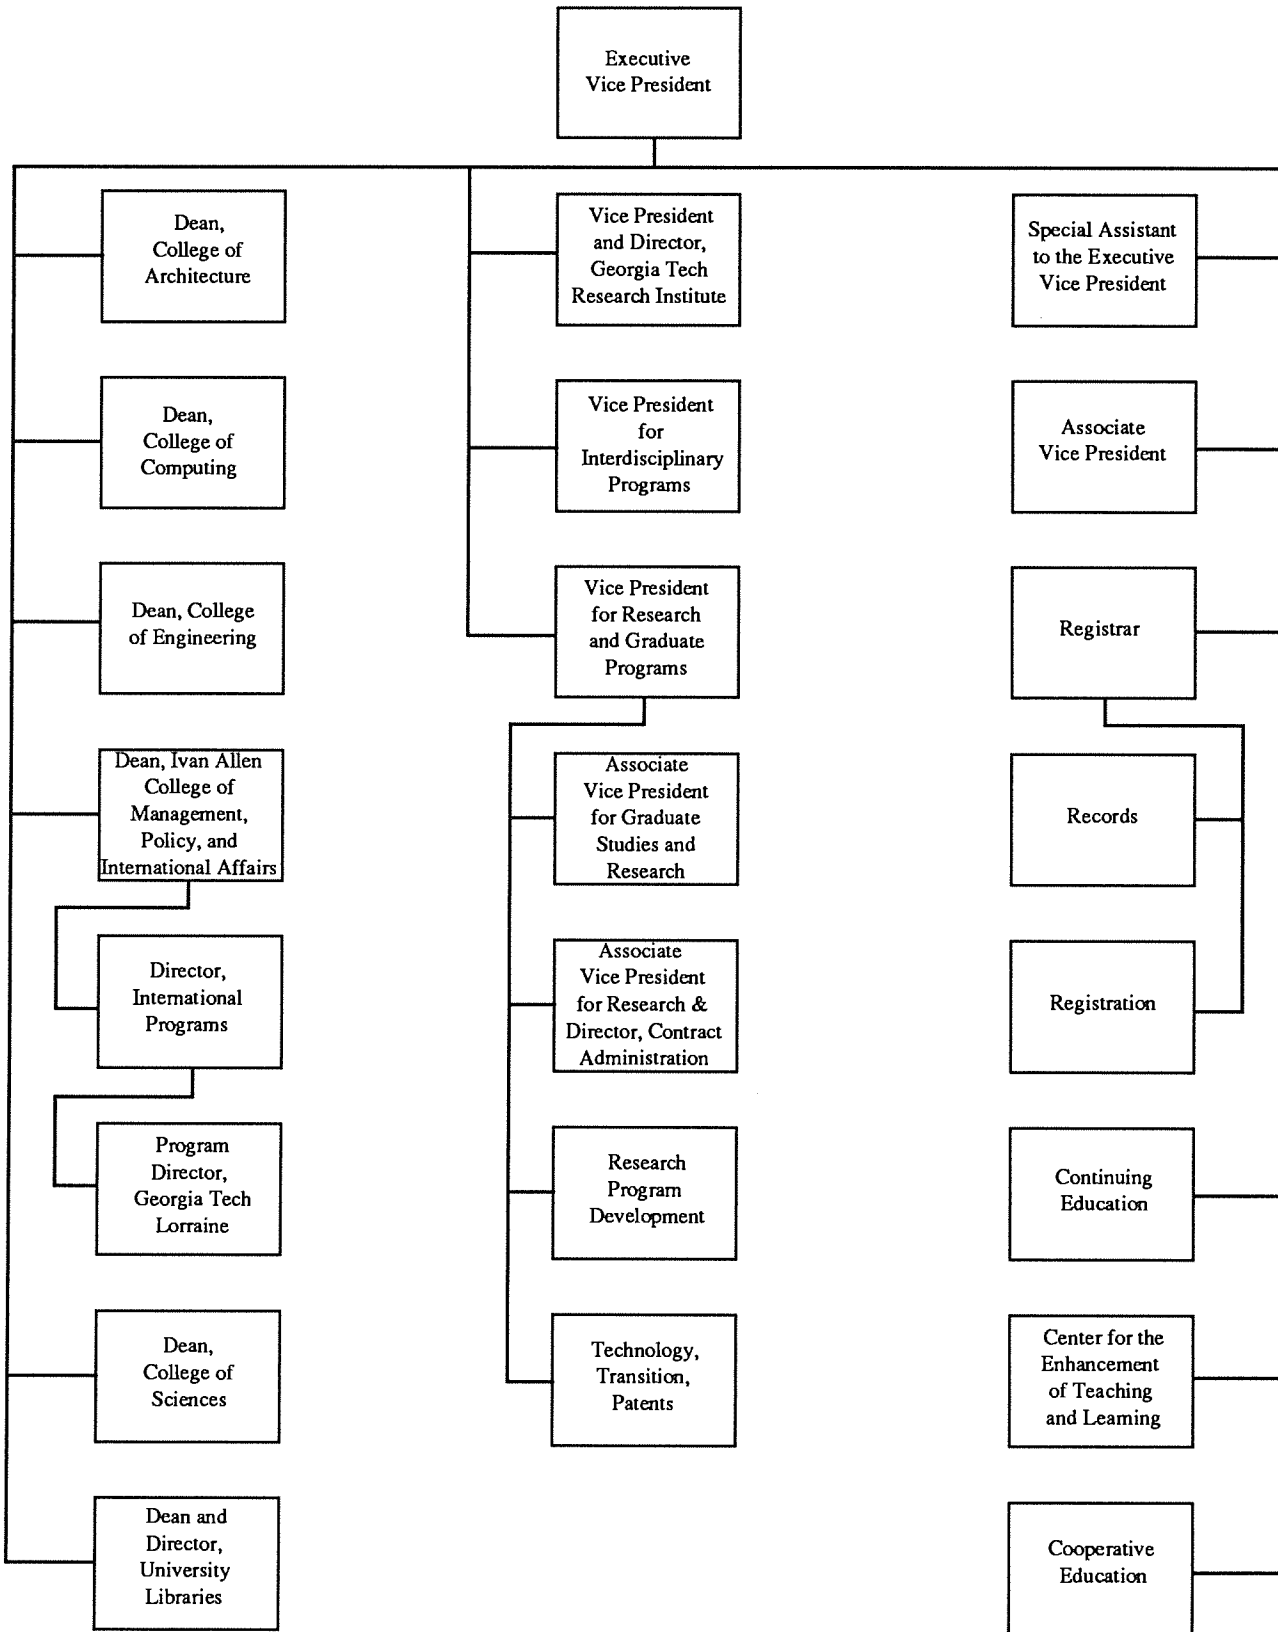 Executive
Vice President
Dean,
College of
Architecture
Dean,
College of
Computing
Dean, College
of Engineering
Dean, Ivan Allen
College of
Management,
Policy, and
International Affairs
Director,
International
Programs
Program
Director,
Georgia Tech
Lorraine
Dean,
College of
Sciences
Dean and
Director,
University
Libraries
Vice President
and Director,
Georgia Tech
Research Institute
Vice President
for
Interdisciplinary
Programs
Vice President
for Research
and Graduate
Programs
Associate
Vice President
for Graduate
Studies and
Research
Associate
Vice President
for Research &
Director, Contract
Administration
Research
Program
Development
Technology,
Transition,
Patents
Special Assistant
to the Executive
Vice President
Associate
Vice President
Registrar
Records
Registration
Continuing
Education
Center for the
Enhancement
of Teaching
and Learning
Cooperative
Education